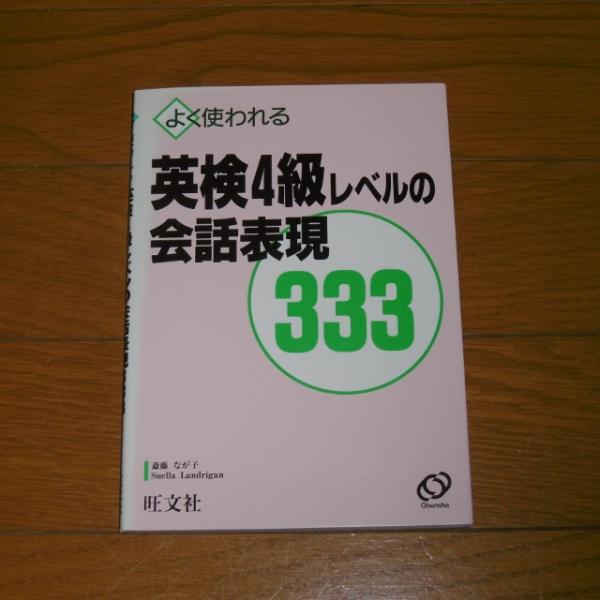 よく使われる
英検4級レベルの
会話表現
333
斎藤 なが子
Suella Landrigan
旺文社
Obunsha